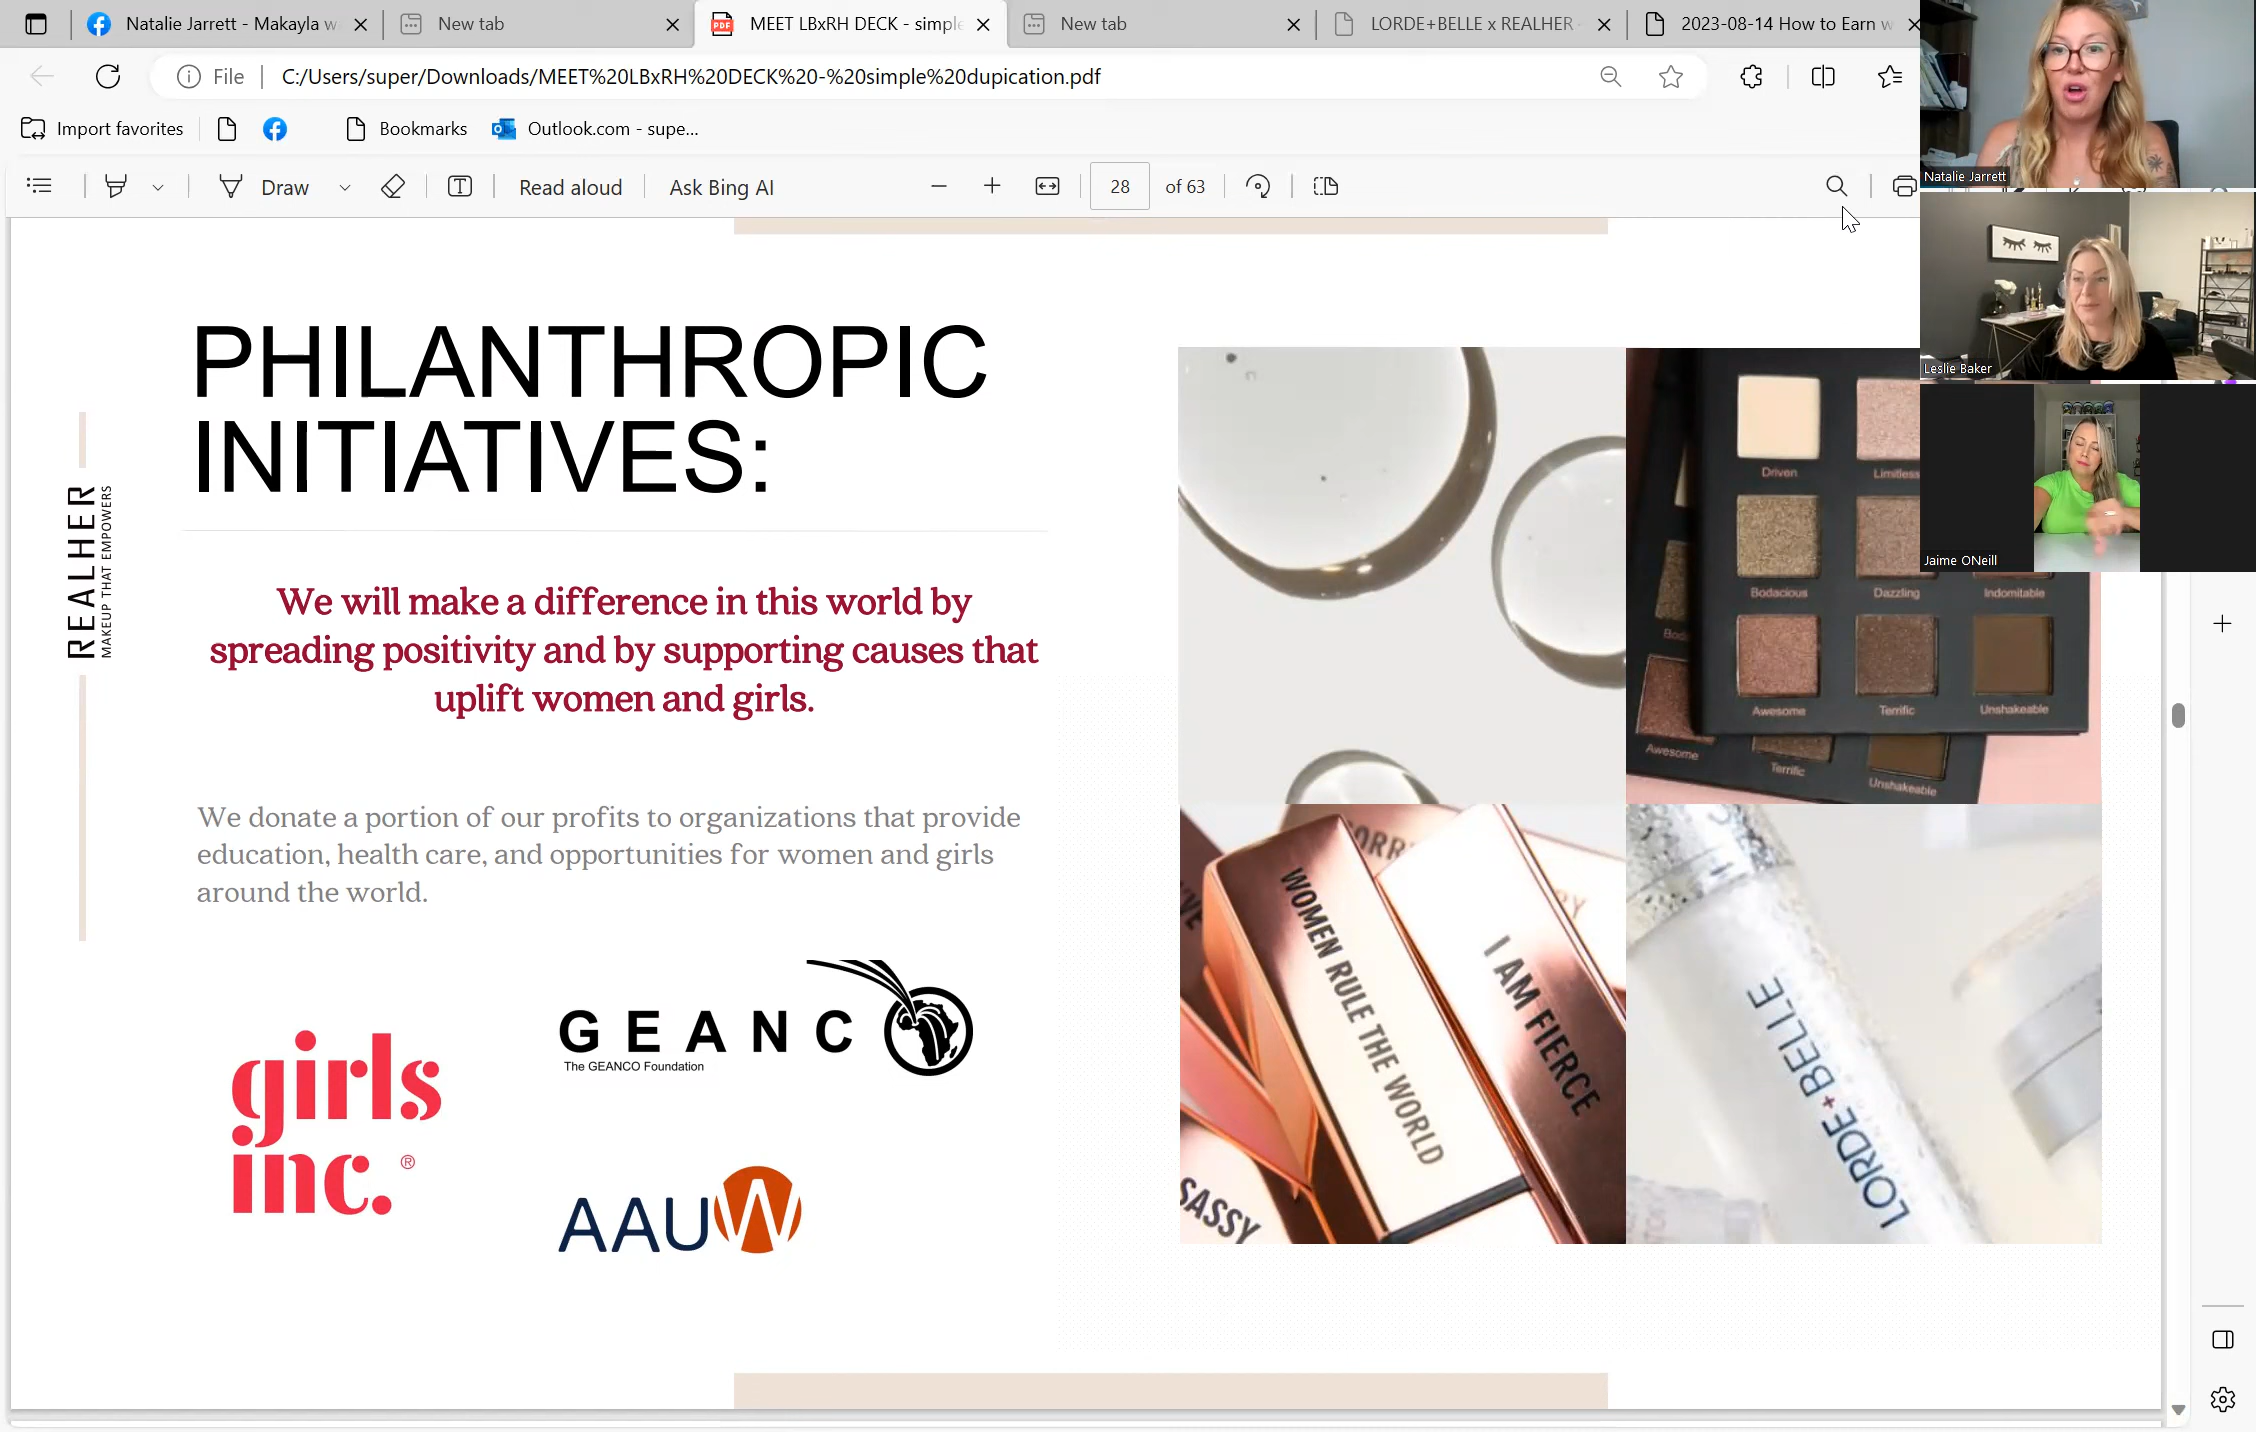 Natalie Jarrett - Makayla w
New tab
MEET LBxRH DECK - simple
New tab
LORDE+BELLE x REALHER
2023-08-14 How to Earn w
File
C:/Users/super/Downloads/MEET%20LBxRH%20DECK%20-%20simple%20dupication.pdf
Import favorites
Bookmarks
Outlook.com - supe...
Draw
Read aloud
Ask Bing AI
28
of 63
Natalie Jarrett
Leslie Baker
Jaime ONeill
REALHER
MAKEUP THAT EMPOWERS
PHILANTHROPIC
INITIATIVES:
We will make a difference in this world by
spreading positivity and by supporting causes that
uplift women and girls.
We donate a portion of our profits to organizations that provide
education, health care, and opportunities for women and girls
around the world.
girls
inc.®
GEANCO
The GEANCO Foundation
AAUW
Driven
Limitless
Bodacious
Dazzling
Indomitable
Awesome
Terrific
Unshakeable
Awesome
Terrific
Unshakeable
WOMEN RULE THE WORLD
I AM FIERCE
SASSY
LORDE+BELLE